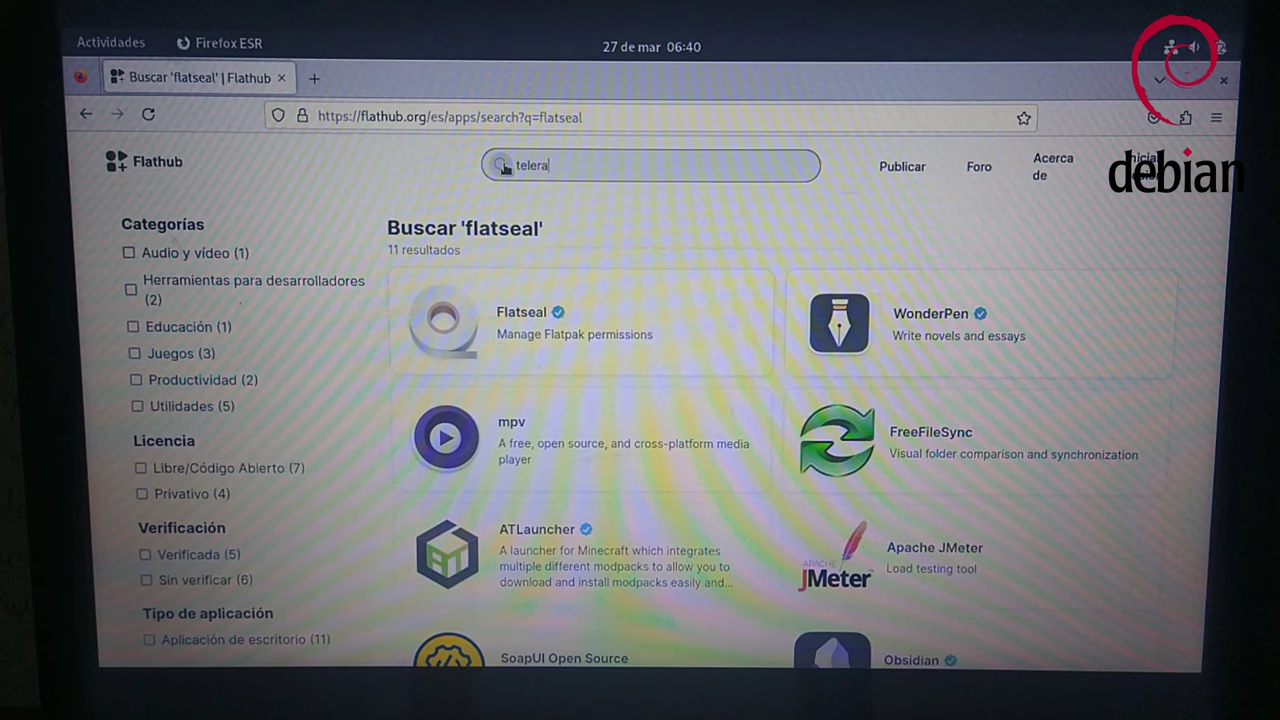 Actividades
Firefox ESR
27 de mar 06:40
Buscar 'flatseal' | Flathub
https://flathub.org/es/apps/search?q=flatseal
Flathub
telera
Publicar
Foro
Acerca
de
debian
Categorías
Audio y vídeo (1)
Herramientas para desarrolladores
(2)
Educación (1)
Juegos (3)
Productividad (2)
Utilidades (5)
Licencia
Libre/Código Abierto (7)
Privativo (4)
Verificación
Verificada (5)
Sin verificar (6)
Tipo de aplicación
Aplicación de escritorio (11)
Buscar 'flatseal'
11 resultados
Flatseal
Manage Flatpak permissions
WonderPen
Write novels and essays
mpv
A free, open source, and cross-platform media
player
FreeFileSync
Visual folder comparison and synchronization
ATLauncher
A launcher for Minecraft which integrates
multiple different modpacks to allow you to
download and install modpacks easily and...
APACHE
JMeter
Apache JMeter
Load testing tool
SoapUI Open Source
Obsidian